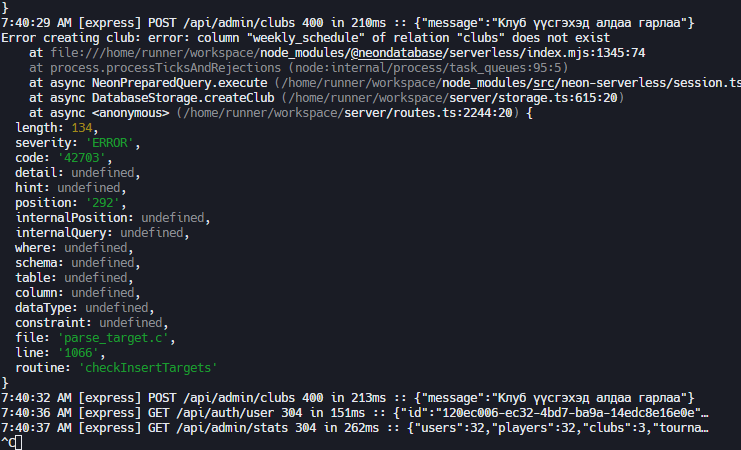 }
7:40:29 AM [express] POST /api/admin/clubs 400 in 210ms :: {"message":"Клуб үүсгэхэд алдаа гарлаа"}
Error creating club: error: column "weekly_schedule" of relation "clubs" does not exist
    at file:///home/runner/workspace/node_modules/@neondatabase/serverless/index.mjs:1345:74
    at process.processTicksAndRejections (node:internal/process/task_queues:95:5)
    at async NeonPreparedQuery.execute (/home/runner/workspace/node_modules/src/neon-serverless/session.ts
    at async DatabaseStorage.createClub (/home/runner/workspace/server/storage.ts:615:20)
    at async <anonymous> (/home/runner/workspace/server/routes.ts:2244:20) {
  length: 134,
  severity: 'ERROR',
  code: '42703',
  detail: undefined,
  hint: undefined,
  position: '292',
  internalPosition: undefined,
  internalQuery: undefined,
  where: undefined,
  schema: undefined,
  table: undefined,
  column: undefined,
  dataType: undefined,
  constraint: undefined,
  file: 'parse_target.c',
  line: '1066',
  routine: 'checkInsertTargets'
}
7:40:32 AM [express] POST /api/admin/clubs 400 in 213ms :: {"message":"Клуб үүсгэхэд алдаа гарлаа"}
7:40:36 AM [express] GET /api/auth/user 304 in 151ms :: {"id":"120ec006-ec32-4bd7-ba9a-14edc8e16e0e"…
7:40:37 AM [express] GET /api/admin/stats 304 in 262ms :: {"users":32,"players":32,"clubs":3,"tourna…
^C